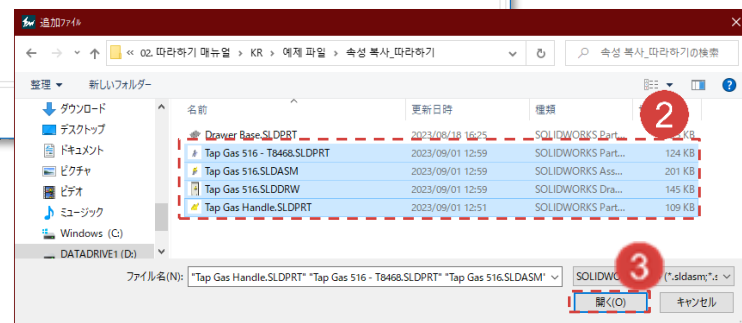 추가파일
« 02. 따라하기 매뉴얼 > KR > 예제 파일 > 속성 복사_따라하기
속성 복사_따라하기の検索
整理 新しいフォルダー
ダウンロード
デスクトップ
ドキュメント
ピクチャ
ビデオ
ミュージック
Windows (C:)
DATADRIVE1 (D:)
名前 更新日時 種類
2
Drawer Base.SLDPRT 2023/08/18 16:25 SOLIDWORKS Part... KB
Tap Gas 516 - T8468.SLDPRT 2023/09/01 12:59 SOLIDWORKS Part... 124 KB
Tap Gas 516.SLDASM 2023/09/01 12:59 SOLIDWORKS Ass... 201 KB
Tap Gas 516.SLDDRW 2023/09/01 12:59 SOLIDWORKS Dra... 145 KB
Tap Gas Handle.SLDPRT 2023/09/01 12:51 SOLIDWORKS Part... 109 KB
3
ファイル名(N): "Tap Gas Handle.SLDPRT" "Tap Gas 516 - T8468.SLDPRT" "Tap Gas 516.SLDASM" SOLIDWO (*.sldasm;*.s
開く(O) キャンセル